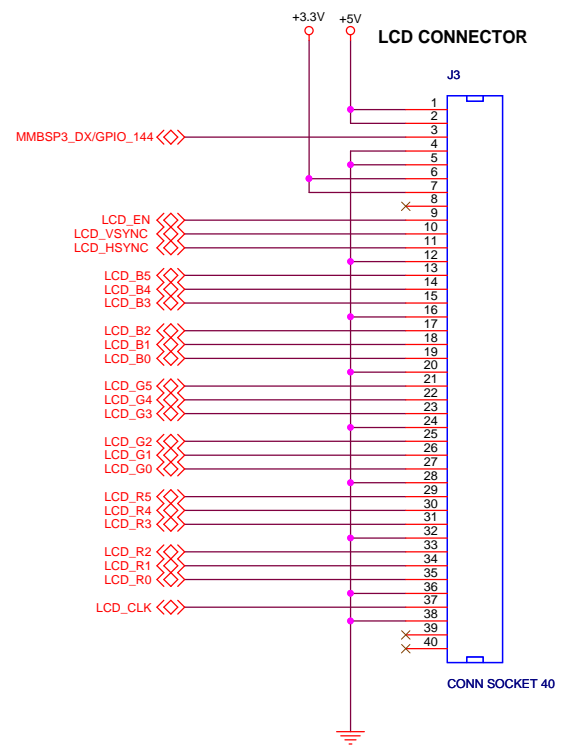 +3.3V +5V
LCD CONNECTOR
J3
1
2
MMBSP3_DX/GPIO_144 3
4
5
6
7
8
LCD_EN 9
LCD_VSYNC 10
LCD_HSYNC 11
12
LCD_B5 13
LCD_B4 14
LCD_B3 15
16
LCD_B2 17
LCD_B1 18
LCD_B0 19
20
LCD_G5 21
LCD_G4 22
LCD_G3 23
24
LCD_G2 25
LCD_G1 26
LCD_G0 27
28
LCD_R5 29
LCD_R4 30
LCD_R3 31
32
LCD_R2 33
LCD_R1 34
LCD_R0 35
36
LCD_CLK 37
38
39
40
CONN SOCKET 40